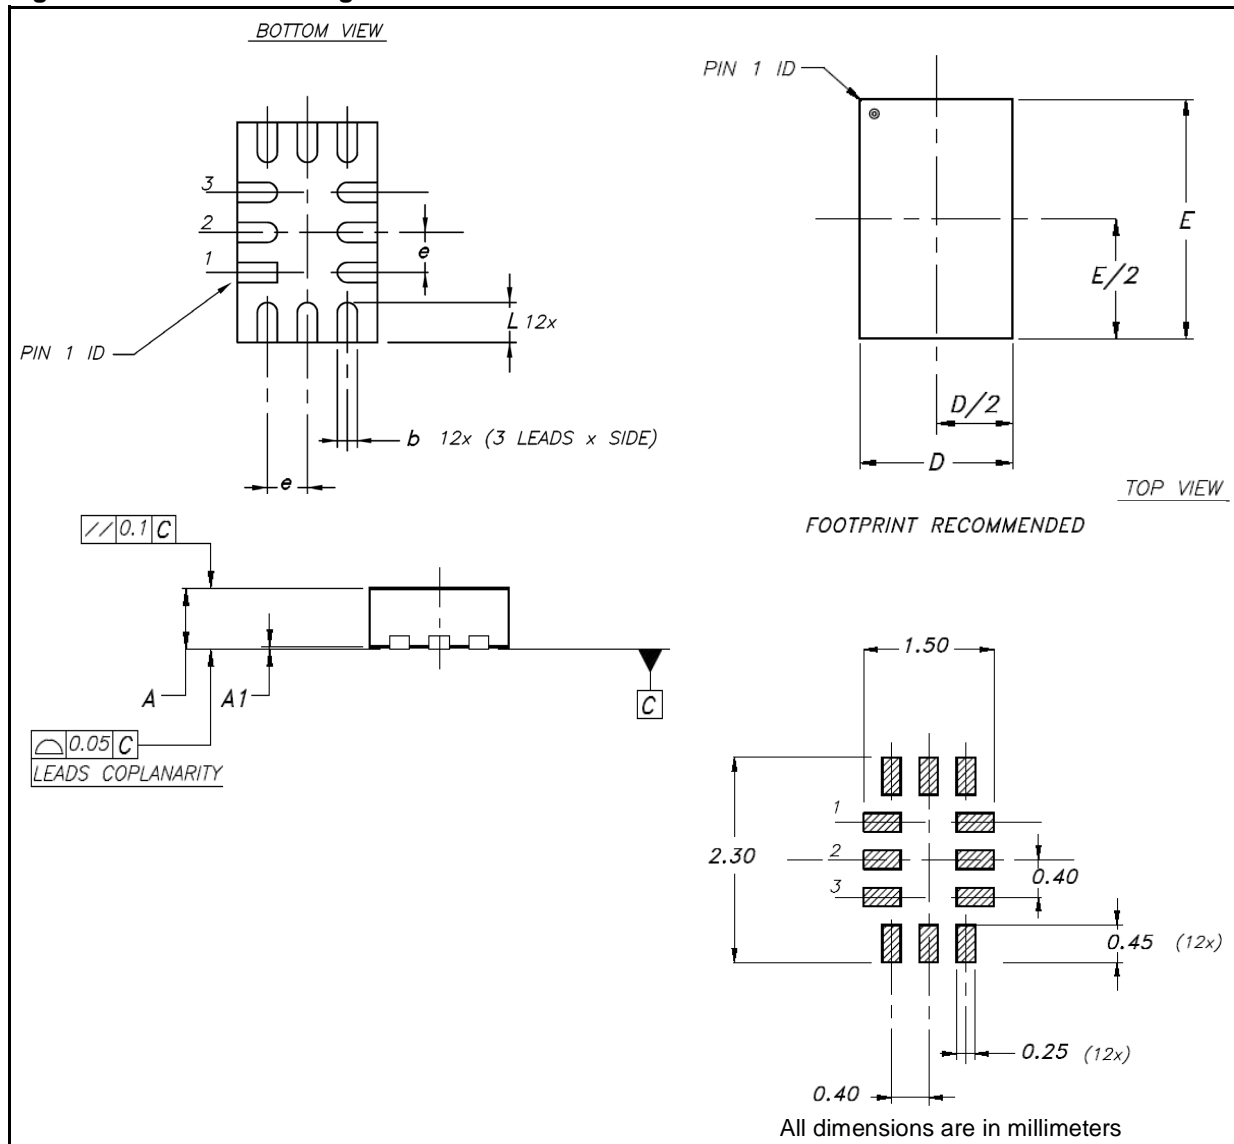 BOTTOM VIEW
PIN 1 ID
3
2
1
e
L 12x
PIN 1 ID
b 12x (3 LEADS x SIDE)
e
E
E/2
D/2
D
TOP VIEW
FOOTPRINT RECOMMENDED
// 0.1 C
A
A1
C
0.05 C
LEADS COPLANARITY
1.50
1
2.30
2
0.40
3
0.45 (12x)
0.25 (12x)
0.40
All dimensions are in millimeters